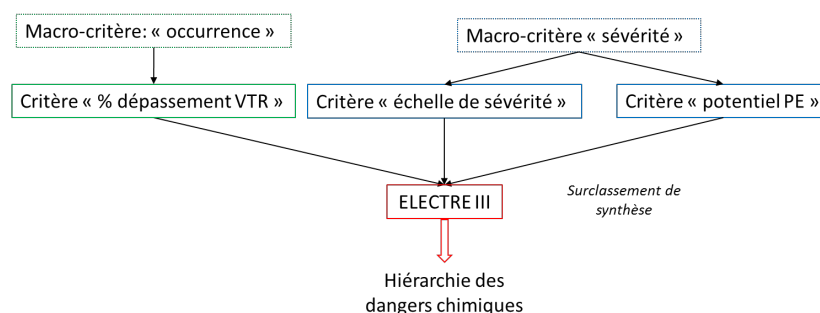 Macro-critère: « occurrence »
Macro-critère « sévérité »
Critère « % dépassement VTR »
Critère « échelle de sévérité »
Critère « potentiel PE »
ELECTRE III
Surclassement de
synthèse
Hiérarchie des
dangers chimiques